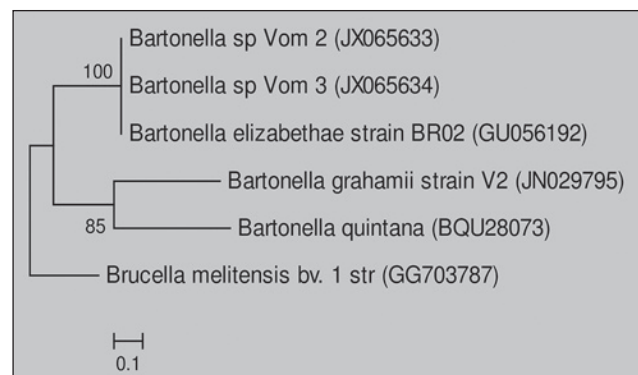 Bartonella sp Vom 2 (JX065633)
100
Bartonella sp Vom 3 (JX065634)
Bartonella elizabethae strain BR02 (GU056192)
Bartonella grahamii strain V2 (JN029795)
85
Bartonella quintana (BQU28073)
Brucella melitensis bv. 1 str (GG703787)
0.1